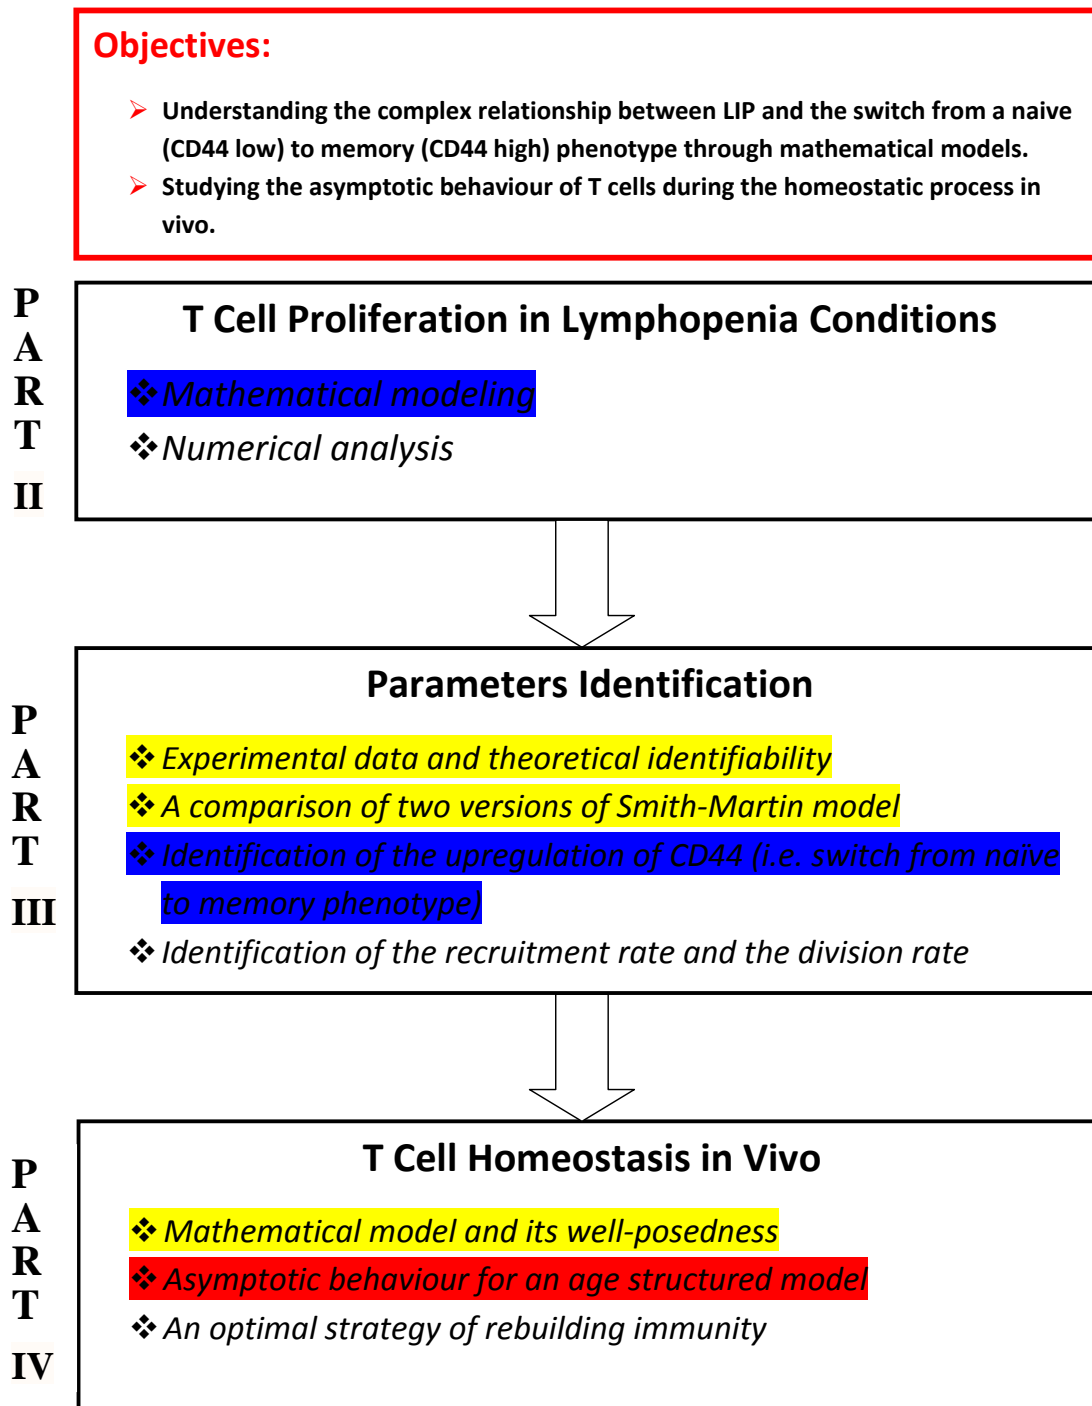 Objectives:
➢ Understanding the complex relationship between LIP and the switch from a naive
(CD44 low) to memory (CD44 high) phenotype through mathematical models.
➢ Studying the asymptotic behaviour of T cells during the homeostatic process in
vivo.
P
A
R
T
II
T Cell Proliferation in Lymphopenia Conditions
❖ Mathematical modeling
❖ Numerical analysis
P
A
R
T
III
Parameters Identification
❖ Experimental data and theoretical identifiability
❖ A comparison of two versions of Smith-Martin model
❖ Identification of the upregulation of CD44 (i.e. switch from naïve
to memory phenotype)
❖ Identification of the recruitment rate and the division rate
P
A
R
T
IV
T Cell Homeostasis in Vivo
❖ Mathematical model and its well-posedness
❖ Asymptotic behaviour for an age structured model
❖ An optimal strategy of rebuilding immunity